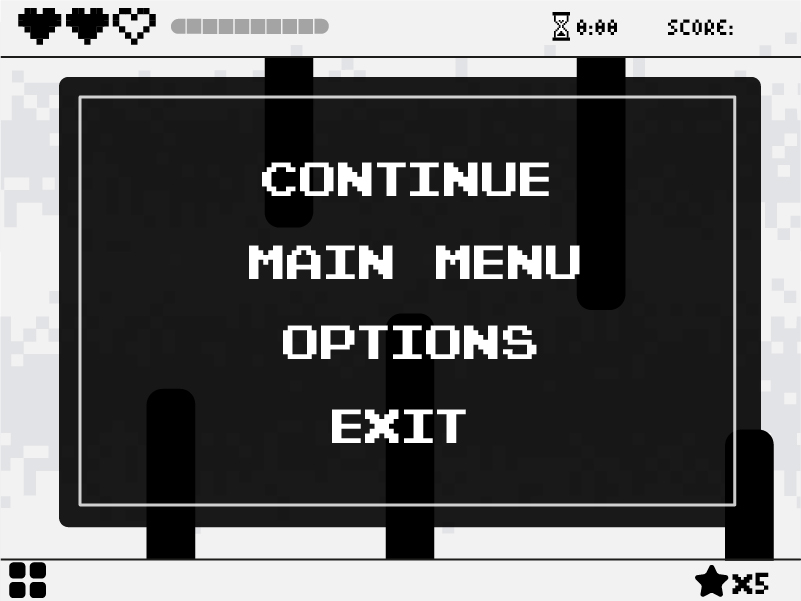 0:00 SCORE:
CONTINUE
MAIN MENU
OPTIONS
EXIT
X5